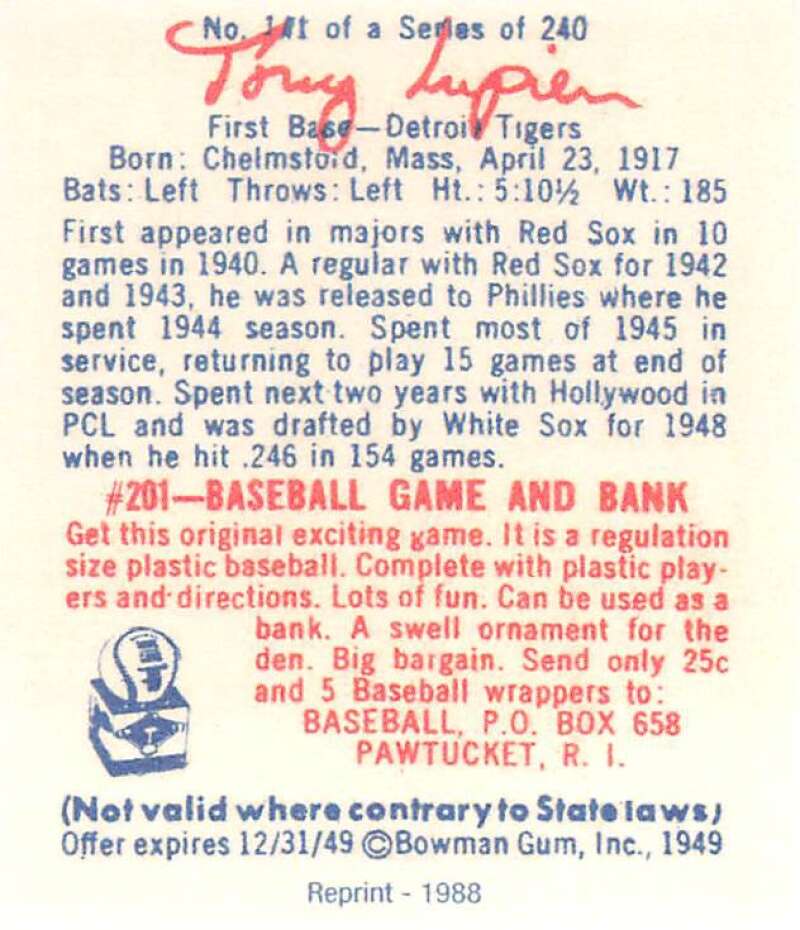 No. 141 of a Series of 240
Tony Lupien
First Base—Detroit Tigers
Born: Chelmstord, Mass, April 23, 1917
Bats: Left Throws: Left Ht.: 5:10½ Wt.: 185
First appeared in majors with Red Sox in 10
games in 1940. A regular with Red Sox for 1942
and 1943, he was released to Phillies where he
spent 1944 season. Spent most of 1945 in
service, returning to play 15 games at end of
season. Spent next two years with Hollywood in
PCL and was drafted by White Sox for 1948
when he hit .246 in 154 games.
#201—BASEBALL GAME AND BANK
Get this original exciting game. It is a regulation
size plastic baseball. Complete with plastic play-
ers and directions. Lots of fun. Can be used as a
bank. A swell ornament for the
den. Big bargain. Send only 25c
and 5 Baseball wrappers to:
BASEBALL, P.O. BOX 658
PAWTUCKET, R. I.
(Not valid where contrary to State laws)
Offer expires 12/31/49 ©Bowman Gum, Inc., 1949
Reprint - 1988